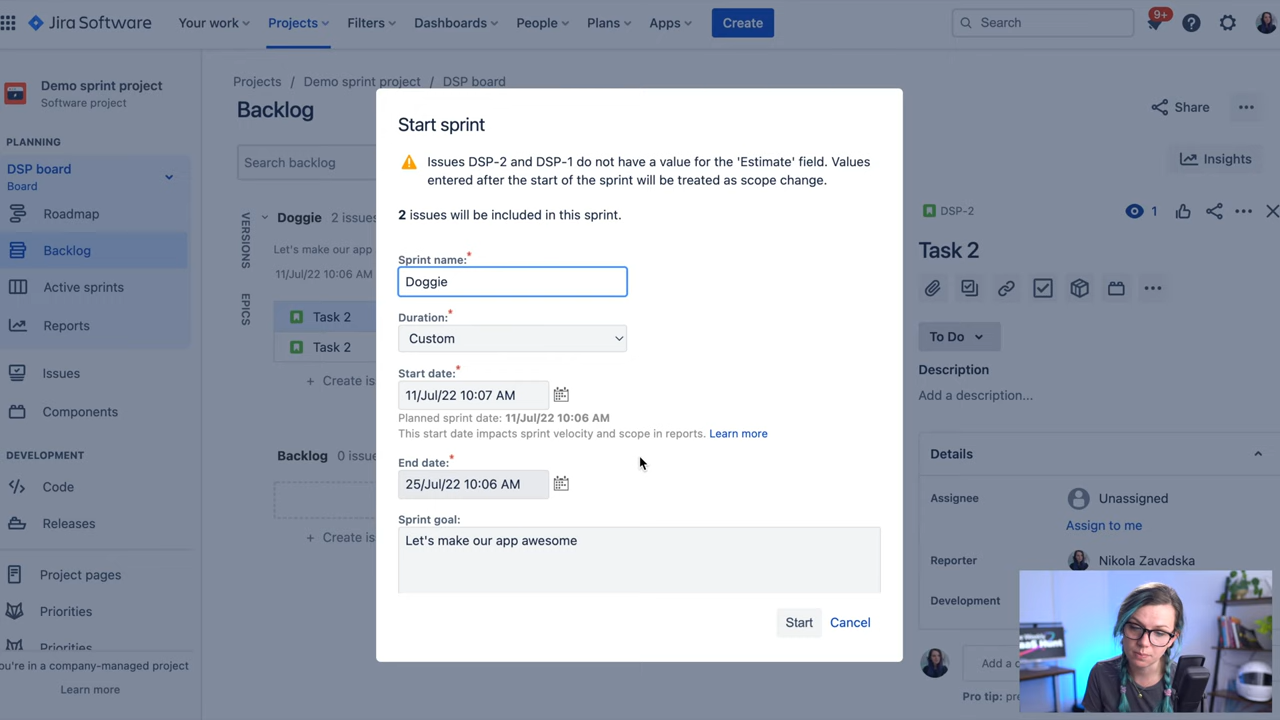 Jira Software
Your work
Projects
Filters
Dashboards
People
Plans
Apps
Create
Search
9+
Demo sprint project
Software project
PLANNING
DSP board
Board
Roadmap
Backlog
Active sprints
Reports
Issues
Components
DEVELOPMENT
Code
Releases
Project pages
Priorities
Priorities
You're in a company-managed project
Learn more
Projects / Demo sprint project / DSP board
Backlog
Search backlog
VERSIONS
EPICS
Doggie 2 issues
Let's make our app
11/Jul/22 10:06 AM
Task 2
Task 2
+ Create is
Backlog 0 issue
+ Create is
Start sprint
Issues DSP-2 and DSP-1 do not have a value for the 'Estimate' field. Values
entered after the start of the sprint will be treated as scope change.
2 issues will be included in this sprint.
Sprint name:*
Doggie
Duration:*
Custom
Start date:*
11/Jul/22 10:07 AM
Planned sprint date: 11/Jul/22 10:06 AM
This start date impacts sprint velocity and scope in reports. Learn more
End date:*
25/Jul/22 10:06 AM
Sprint goal:
Let's make our app awesome
Start
Cancel
Share
Insights
DSP-2
1
Task 2
To Do
Description
Add a description...
Details
Assignee
Unassigned
Assign to me
Reporter
Nikola Zavadska
Development
Add a c
Pro tip: pre